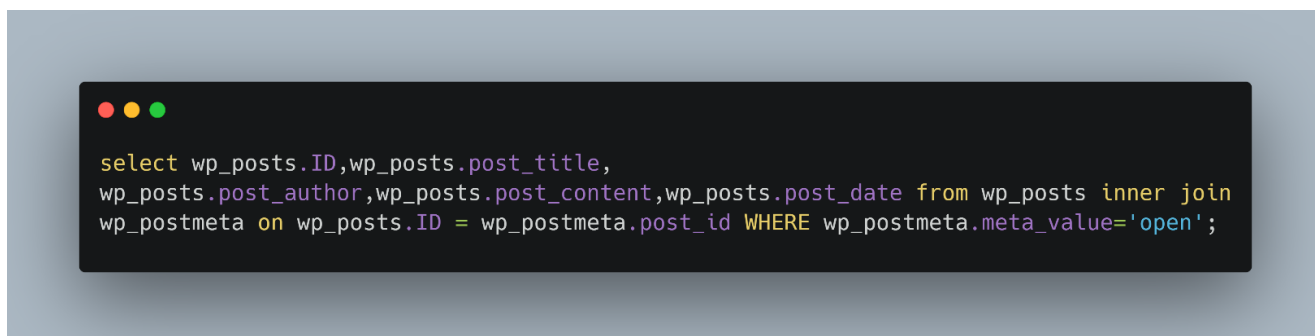 select wp_posts.ID,wp_posts.post_title,
wp_posts.post_author,wp_posts.post_content,wp_posts.post_date from wp_posts inner join
wp_postmeta on wp_posts.ID = wp_postmeta.post_id WHERE wp_postmeta.meta_value='open';